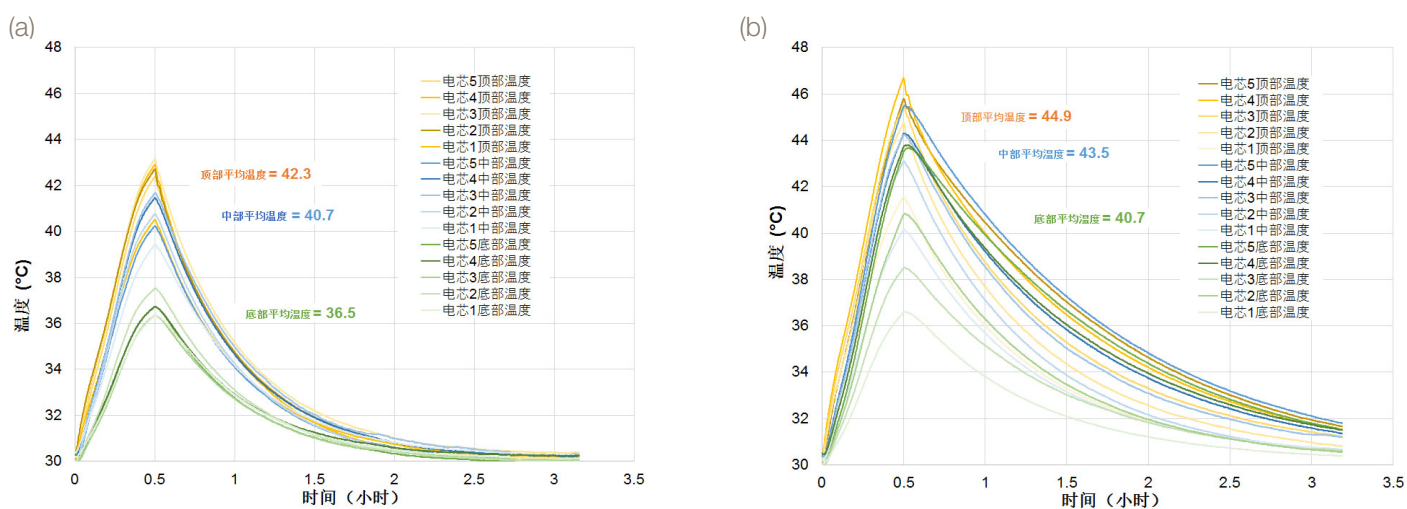 (a)
48
46
44
42
40
38
36
34
32
30
温度 (°C)
0
0.5
1
1.5
2
2.5
3
3.5
时间（小时）
电芯5顶部温度
电芯4顶部温度
电芯3顶部温度
电芯2顶部温度
电芯1顶部温度
电芯5中部温度
电芯4中部温度
电芯3中部温度
电芯2中部温度
电芯1中部温度
电芯5底部温度
电芯4底部温度
电芯3底部温度
电芯2底部温度
电芯1底部温度
顶部平均温度 = 42.3
中部平均温度 = 40.7
底部平均温度 = 36.5
(b)
48
46
44
42
40
38
36
34
32
30
温度 (°C)
0
0.5
1
1.5
2
2.5
3
3.5
时间（小时）
电芯5顶部温度
电芯4顶部温度
电芯3顶部温度
电芯2顶部温度
电芯1顶部温度
电芯5中部温度
电芯4中部温度
电芯3中部温度
电芯2中部温度
电芯1中部温度
电芯5底部温度
电芯4底部温度
电芯3底部温度
电芯2底部温度
电芯1底部温度
顶部平均温度 = 44.9
中部平均温度 = 43.5
底部平均温度 = 40.7